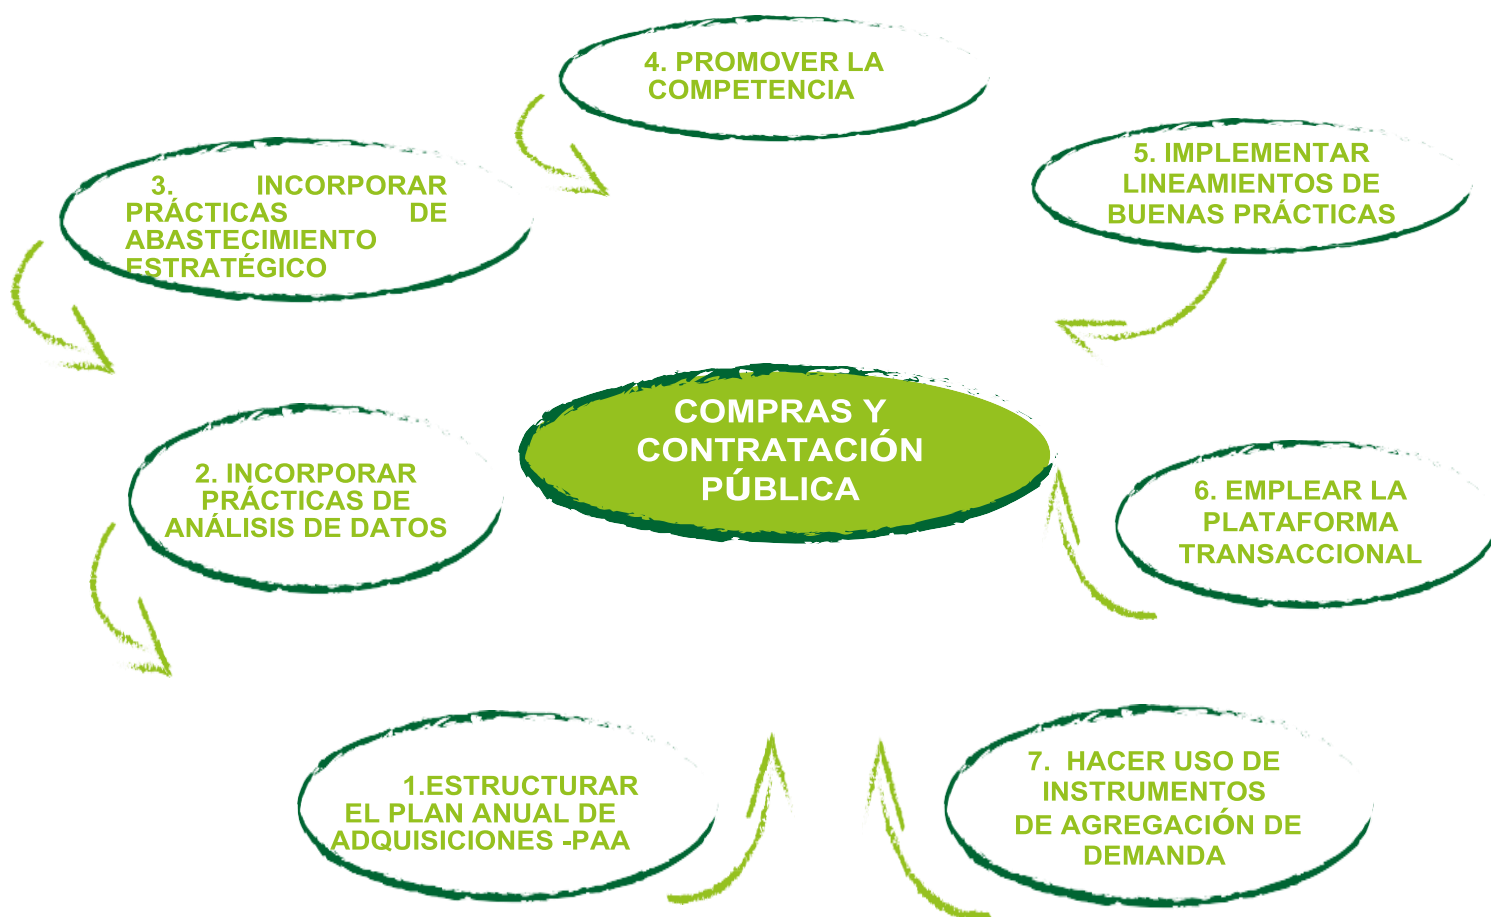 4. PROMOVER LA
COMPETENCIA
5. IMPLEMENTAR
LINEAMIENTOS DE
BUENAS PRÁCTICAS
3. INCORPORAR
PRÁCTICAS DE
ABASTECIMIENTO
ESTRATÉGICO
COMPRAS Y
CONTRATACIÓN
PÚBLICA
2. INCORPORAR
PRÁCTICAS DE
ANÁLISIS DE DATOS
6. EMPLEAR LA
PLATAFORMA
TRANSACCIONAL
1.ESTRUCTURAR
EL PLAN ANUAL DE
ADQUISICIONES -PAA
7. HACER USO DE
INSTRUMENTOS
DE AGREGACIÓN DE
DEMANDA